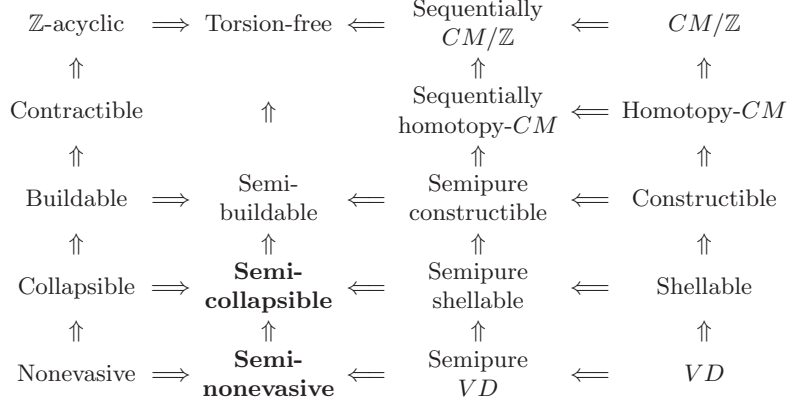 Sequentially
ℤ-acyclic ⟹ Torsion-free ⟸ CM/ℤ ⟸ CM/ℤ
⇑ ⇑ ⇑
Sequentially
Contractible ⇑ homotopy-CM ⟸ Homotopy-CM
⇑ ⇑ ⇑
Semi- Semipure
Buildable ⟹ buildable ⟸ constructible ⟸ Constructible
⇑ ⇑ ⇑ ⇑
Semi- Semipure
Collapsible ⟹ collapsible ⟸ shellable ⟸ Shellable
⇑ ⇑ ⇑ ⇑
Semi- Semipure
Nonevasive ⟹ nonevasive ⟸ VD ⟸ VD